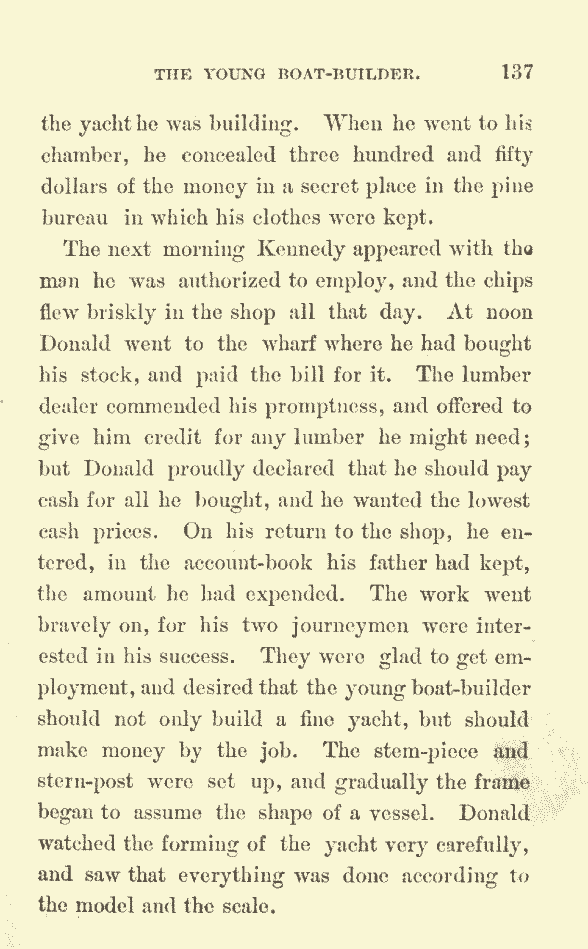 THE YOUNG BOAT-BUILDER. 137
the yacht he was building. When he went to his
chamber, he concealed three hundred and fifty
dollars of the money in a secret place in the pine
bureau in which his clothes were kept.
The next morning Kennedy appeared with the
man he was authorized to employ, and the chips
flew briskly in the shop all that day. At noon
Donald went to the wharf where he had bought
his stock, and paid the bill for it. The lumber
dealer commended his promptness, and offered to
give him credit for any lumber he might need;
but Donald proudly declared that he should pay
cash for all he bought, and he wanted the lowest
cash prices. On his return to the shop, he en-
tered, in the account-book his father had kept,
the amount he had expended. The work went
bravely on, for his two journeymen were inter-
ested in his success. They were glad to get em-
ployment, and desired that the young boat-builder
should not only build a fine yacht, but should
make money by the job. The stem-piece and
stern-post were set up, and gradually the frame
began to assume the shape of a vessel. Donald
watched the forming of the yacht very carefully,
and saw that everything was done according to
the model and the scale.